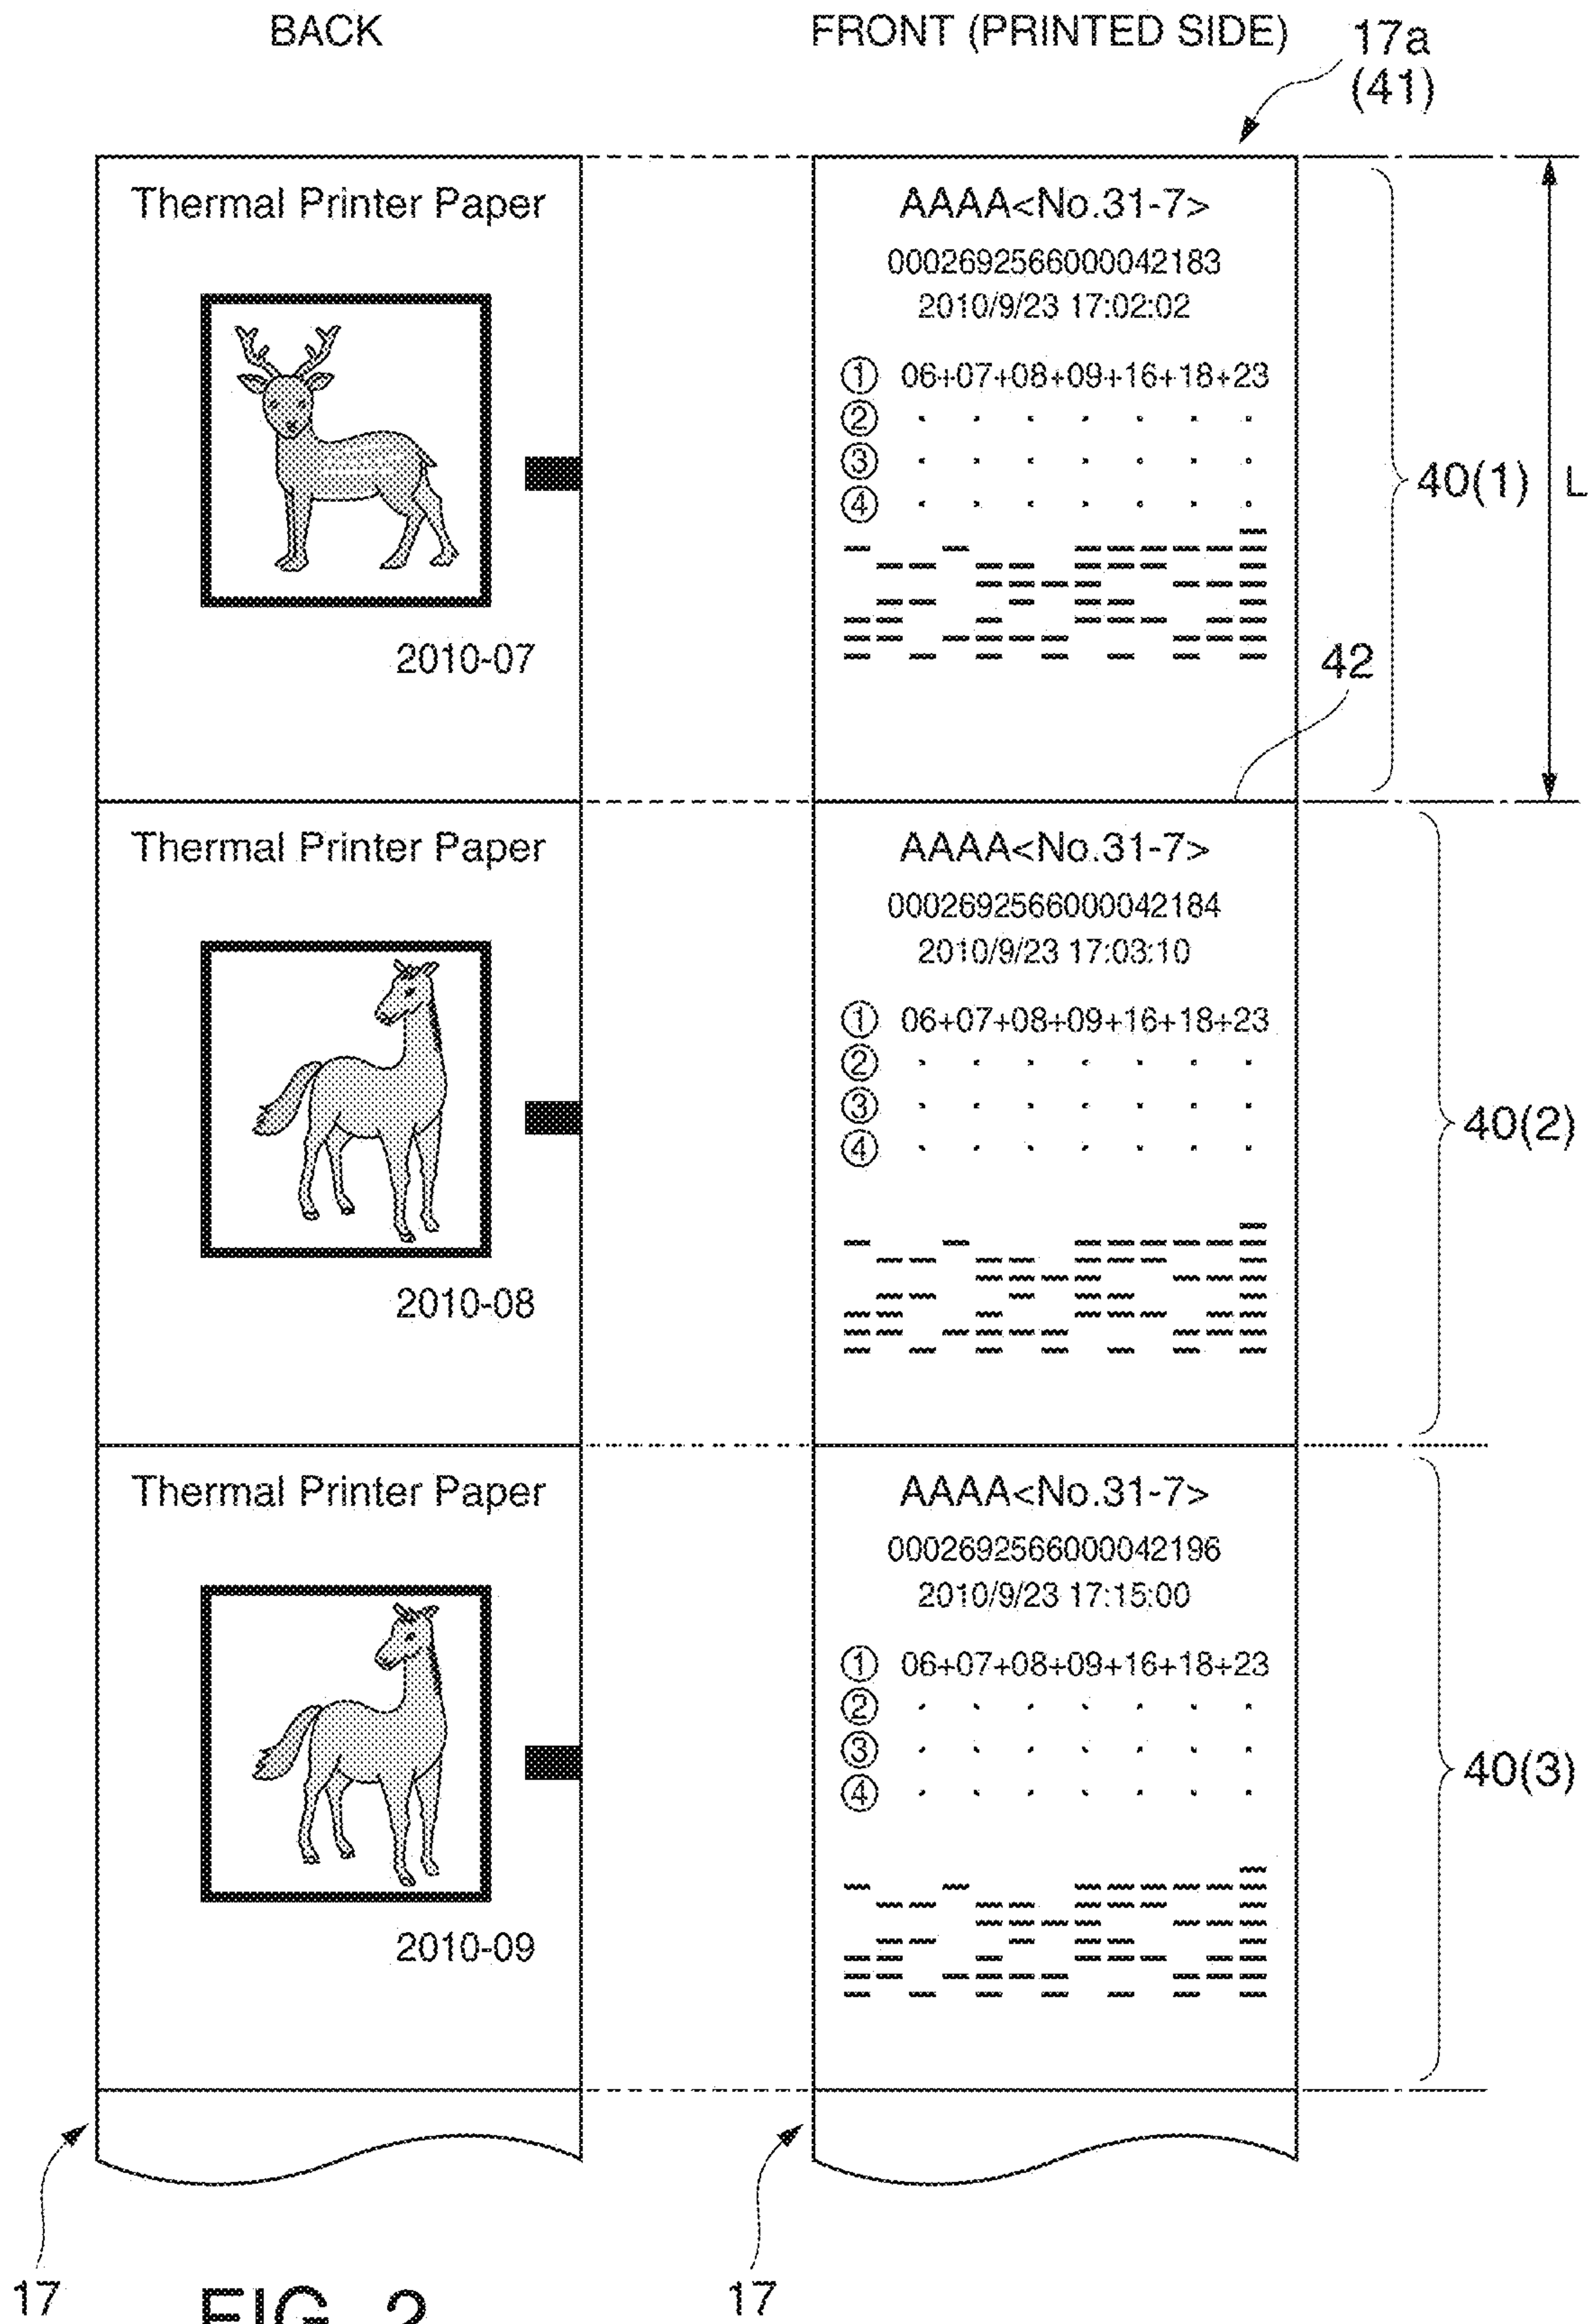 BACK
FRONT (PRINTED SIDE)
17a
(41)
Thermal Printer Paper
2010-07
AAAA<No.31-7>
0002692566000042183
2010/9/23 17:02:02
① 06+07+08+09+16+18+23
②
③
④
40(1)
L
42
Thermal Printer Paper
2010-08
AAAA<No.31-7>
0002692566000042184
2010/9/23 17:03:10
① 06+07+08+09+16+18+23
②
③
④
40(2)
Thermal Printer Paper
2010-09
AAAA<No.31-7>
0002692566000042196
2010/9/23 17:15:00
① 06+07+08+09+16+18+23
②
③
④
40(3)
17
17
FIG. 2